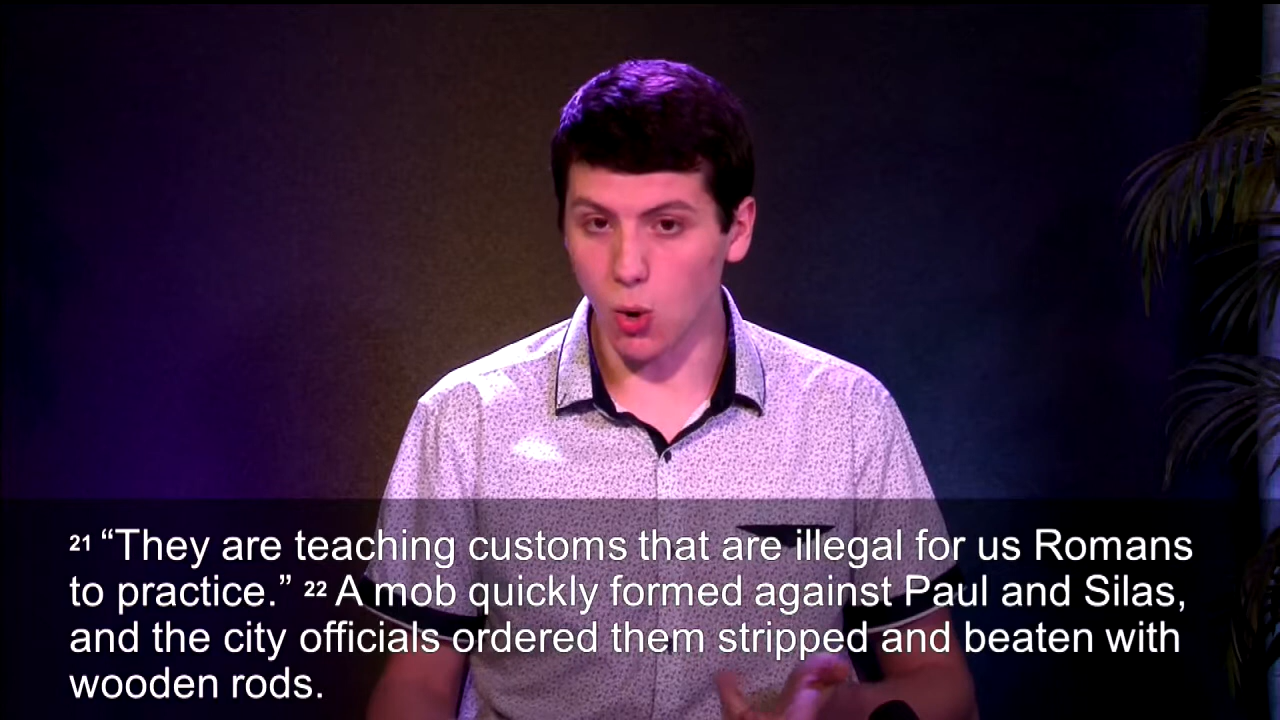 21 “They are teaching customs that are illegal for us Romans
to practice.” 22 A mob quickly formed against Paul and Silas,
and the city officials ordered them stripped and beaten with
wooden rods.